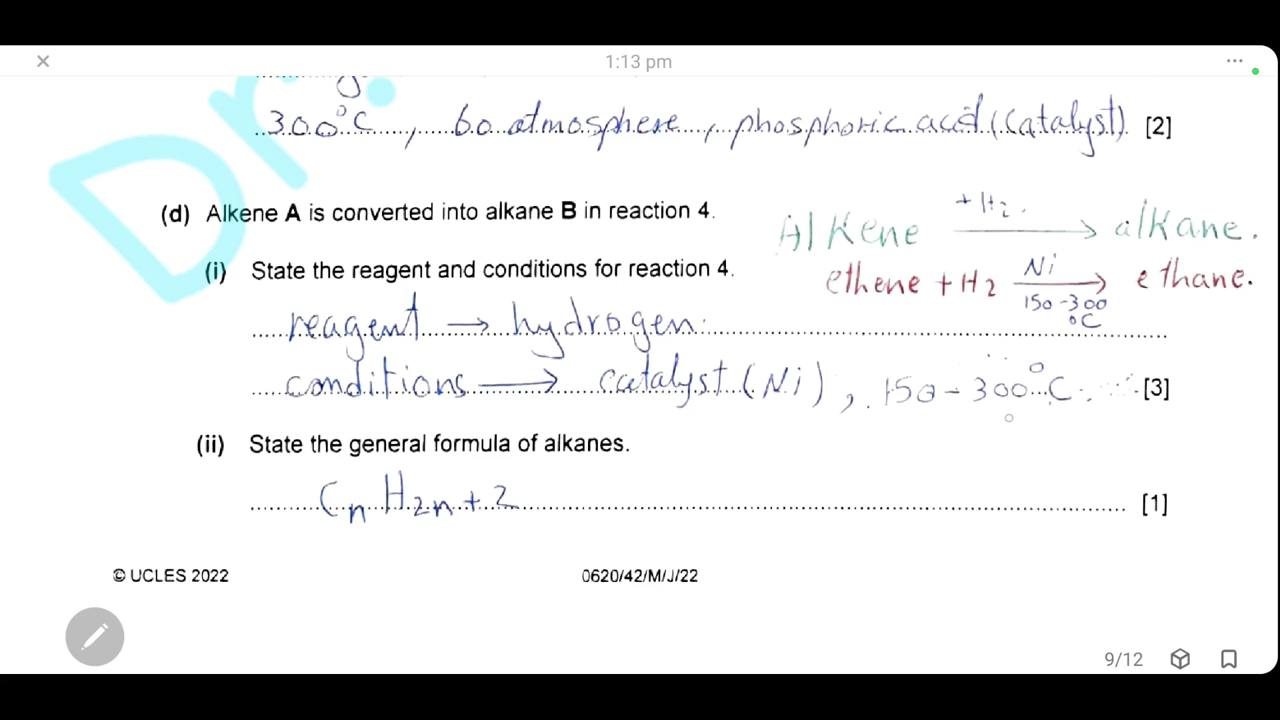 1:13 pm
Dr.
300°C, 60 atmosphere, phosphoric acid (catalyst). [2]
(d) Alkene A is converted into alkane B in reaction 4.
Alkene +H2 → alkane.
(i) State the reagent and conditions for reaction 4.
ethene + H2 Ni → ethane.
150-300 °C
reagent → hydrogen.
conditions → catalyst (Ni), 150-300°C. [3]
(ii) State the general formula of alkanes.
CnH2n+2 [1]
© UCLES 2022 0620/42/M/J/22
9/12